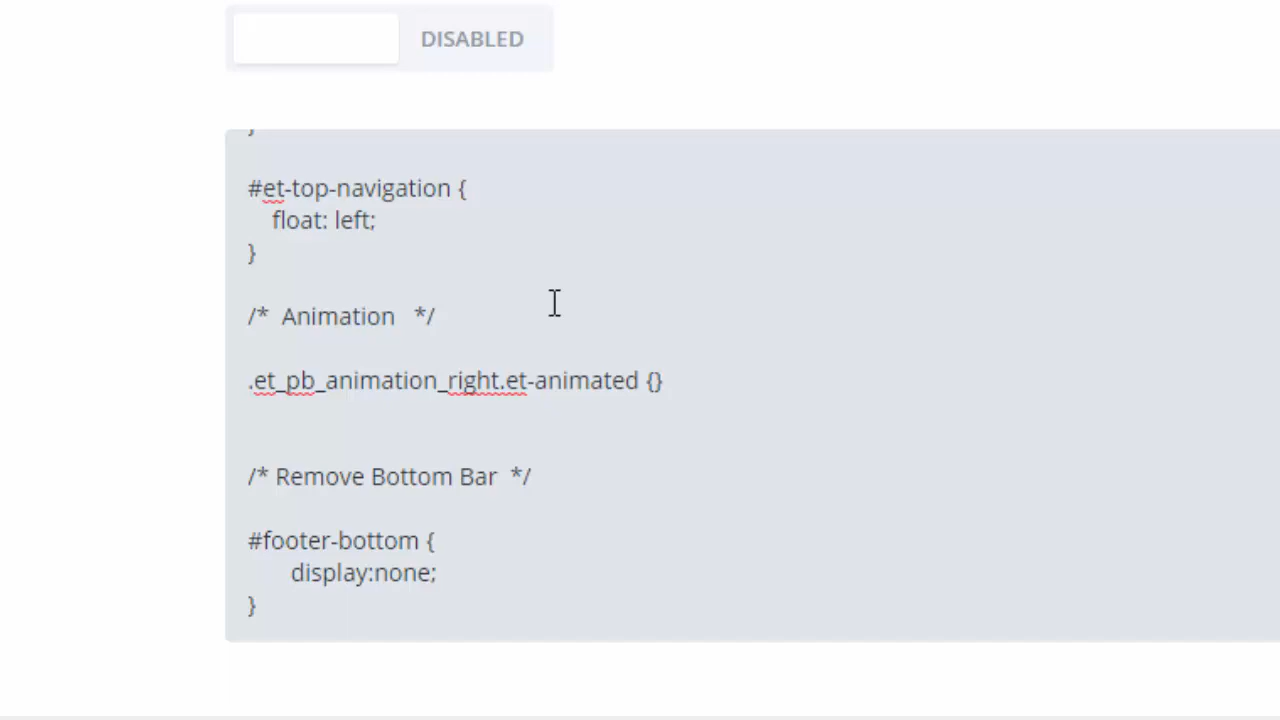 DISABLED
}
#et-top-navigation {
float: left;
}
/*  Animation   */
.et_pb_animation_right.et-animated {}
/* Remove Bottom Bar  */
#footer-bottom {
display:none;
}